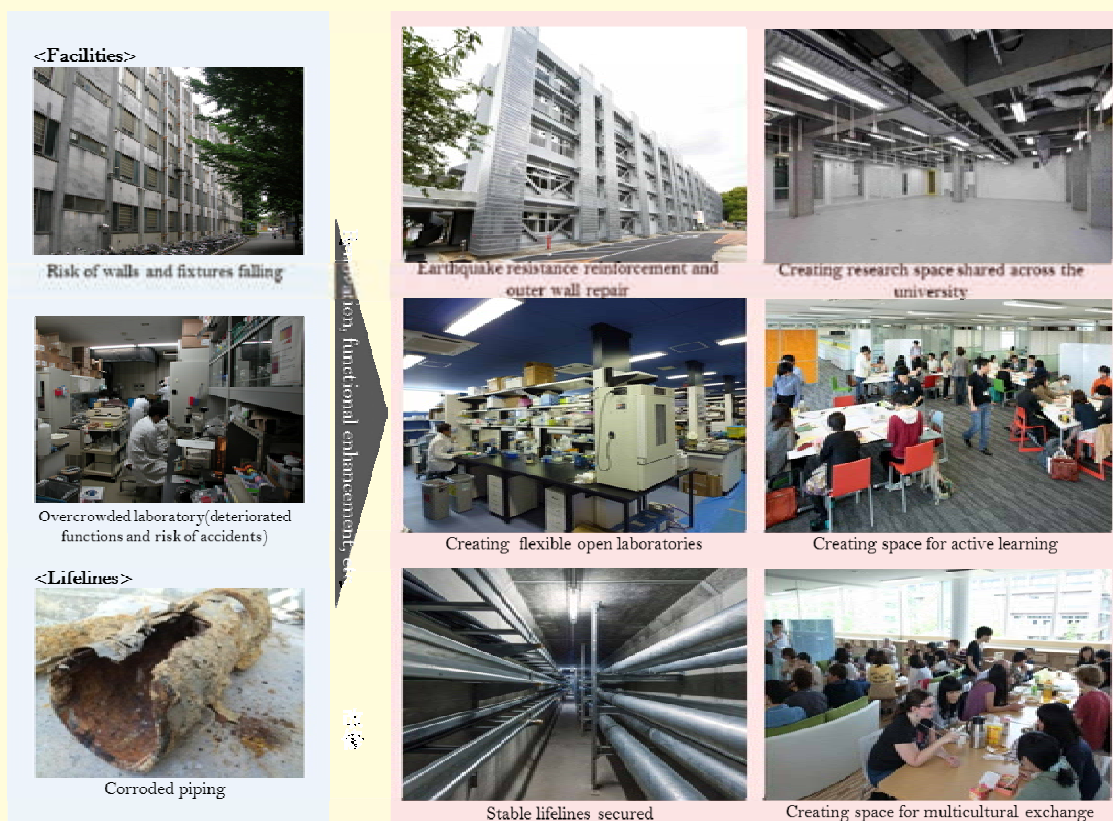 <Facilities>
Risk of walls and fixtures falling
Overcrowded laboratory(deteriorated
functions and risk of accidents)
<Lifelines>
Corroded piping
functional enhancement,
Earthquake resistance reinforcement and
outer wall repair
Creating research space shared across the
university
Creating flexible open laboratories
Creating space for active learning
Stable lifelines secured
Creating space for multicultural exchange